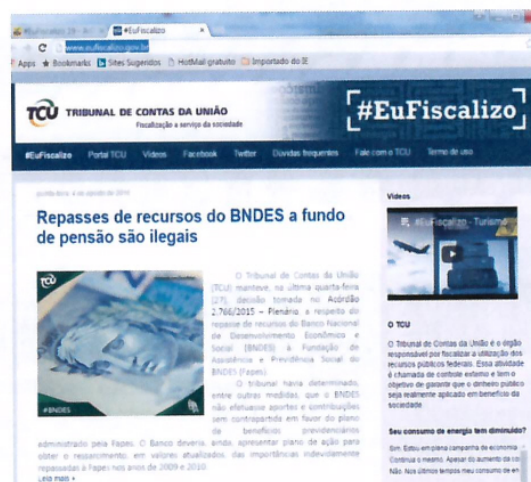 #EuFiscalizo
www.eufiscalizo.gov.br
Apps ★ Bookmarks Sites Sugeridos HotMail gratuito Importado do IE
TCU TRIBUNAL DE CONTAS DA UNIÃO
Fiscalização a serviço da sociedade
[#EuFiscalizo]
#EuFiscalizo Portal TCU Vídeos Facebook Twitter Dúvidas frequentes Fale com o TCU Termo de uso
quinta-feira, 4 de agosto de 2016
Repasses de recursos do BNDES a fundo
de pensão são ilegais
TCU
#BNDES
O Tribunal de Contas da União
(TCU) manteve, na última quarta-feira
(27), decisão tomada no Acórdão
2.766/2015 – Plenário a respeito do
repasse de recursos do Banco Nacional
de Desenvolvimento Econômico e
Social (BNDES) à Fundação de
Assistência e Previdência Social do
BNDES (Fapes).
O tribunal havia determinado,
entre outras medidas, que o BNDES
não efetuasse aportes e contribuições
sem contrapartida em favor do plano
de benefícios previdenciários
administrado pela Fapes. O Banco deveria, ainda, apresentar plano de ação para
obter o ressarcimento, em valores atualizados, das importâncias indevidamente
repassadas à Fapes nos anos de 2009 e 2010.
Leia mais »
Vídeos
#EuFiscalizo - Turismo
O TCU
O Tribunal de Contas da União é o órgão
responsável por fiscalizar a utilização dos
recursos públicos federais. Essa atividade
é chamada de controle externo e tem o
objetivo de garantir que o dinheiro público
seja realmente aplicado em benefício da
sociedade.
Seu consumo de energia tem diminuído?
Sim. Estou em plena campanha de economia
Continua o mesmo. Apesar do aumento da co
Não. Nos últimos tempos meu consumo de en